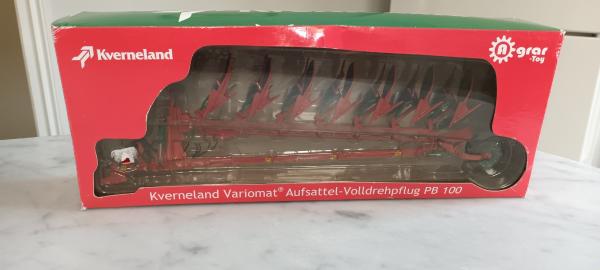 Kverneland
Agrar
-Toy
Kverneland Variomat® Aufsattel-Volldrehpflug PB 100